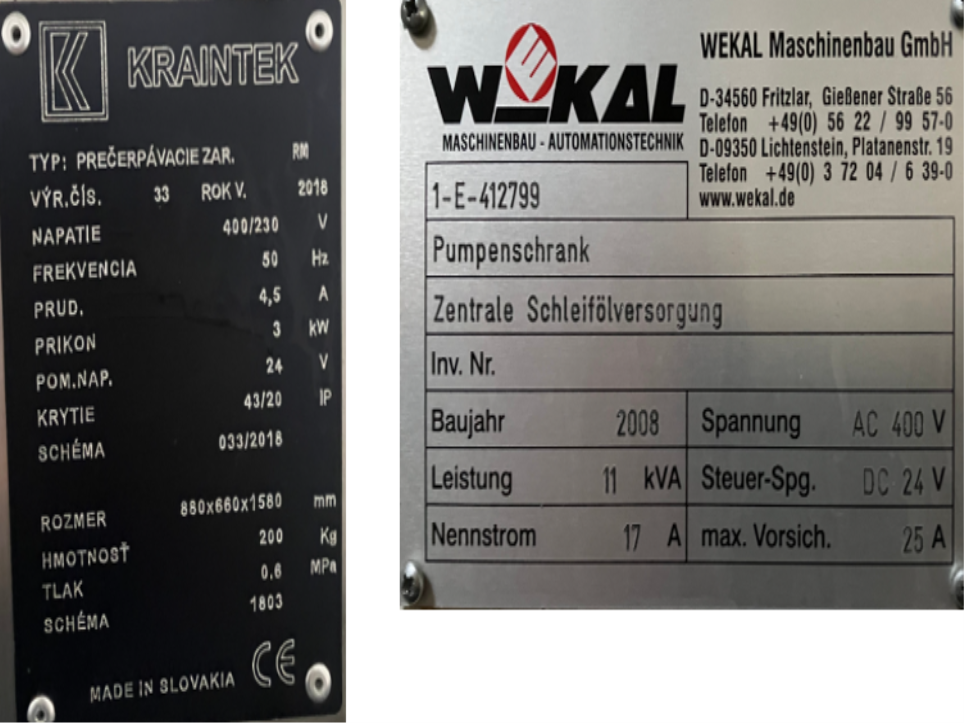 KRAINTEK
TYP: PREČERPÁVACIE ZAR. RM
VÝR.ČÍS. 33 ROK V. 2018
NAPATIE 400/230 V
FREKVENCIA 50 Hz
PRUD. 4,5 A
PRIKON 3 kW
POM.NAP. 24 V
KRYTIE 43/20 IP
SCHÉMA 033/2018
ROZMER 880x660x1580 mm
HMOTNOSŤ 200 Kg
TLAK 0.6 MPa
SCHÉMA 1803
MADE IN SLOVAKIA CE
WEKAL
MASCHINENBAU - AUTOMATIONSTECHNIK
WEKAL Maschinenbau GmbH
D-34560 Fritzlar, Gießener Straße 56
Telefon +49(0) 56 22 / 99 57-0
D-09350 Lichtenstein, Platanenstr. 19
Telefon +49(0) 3 72 04 / 6 39-0
www.wekal.de
1-E-412799
Pumpenschrank
Zentrale Schleifölversorgung
Inv. Nr.
Baujahr 2008 Spannung AC 400 V
Leistung 11 kVA Steuer-Spg. DC 24 V
Nennstrom 17 A max. Vorsich. 25 A